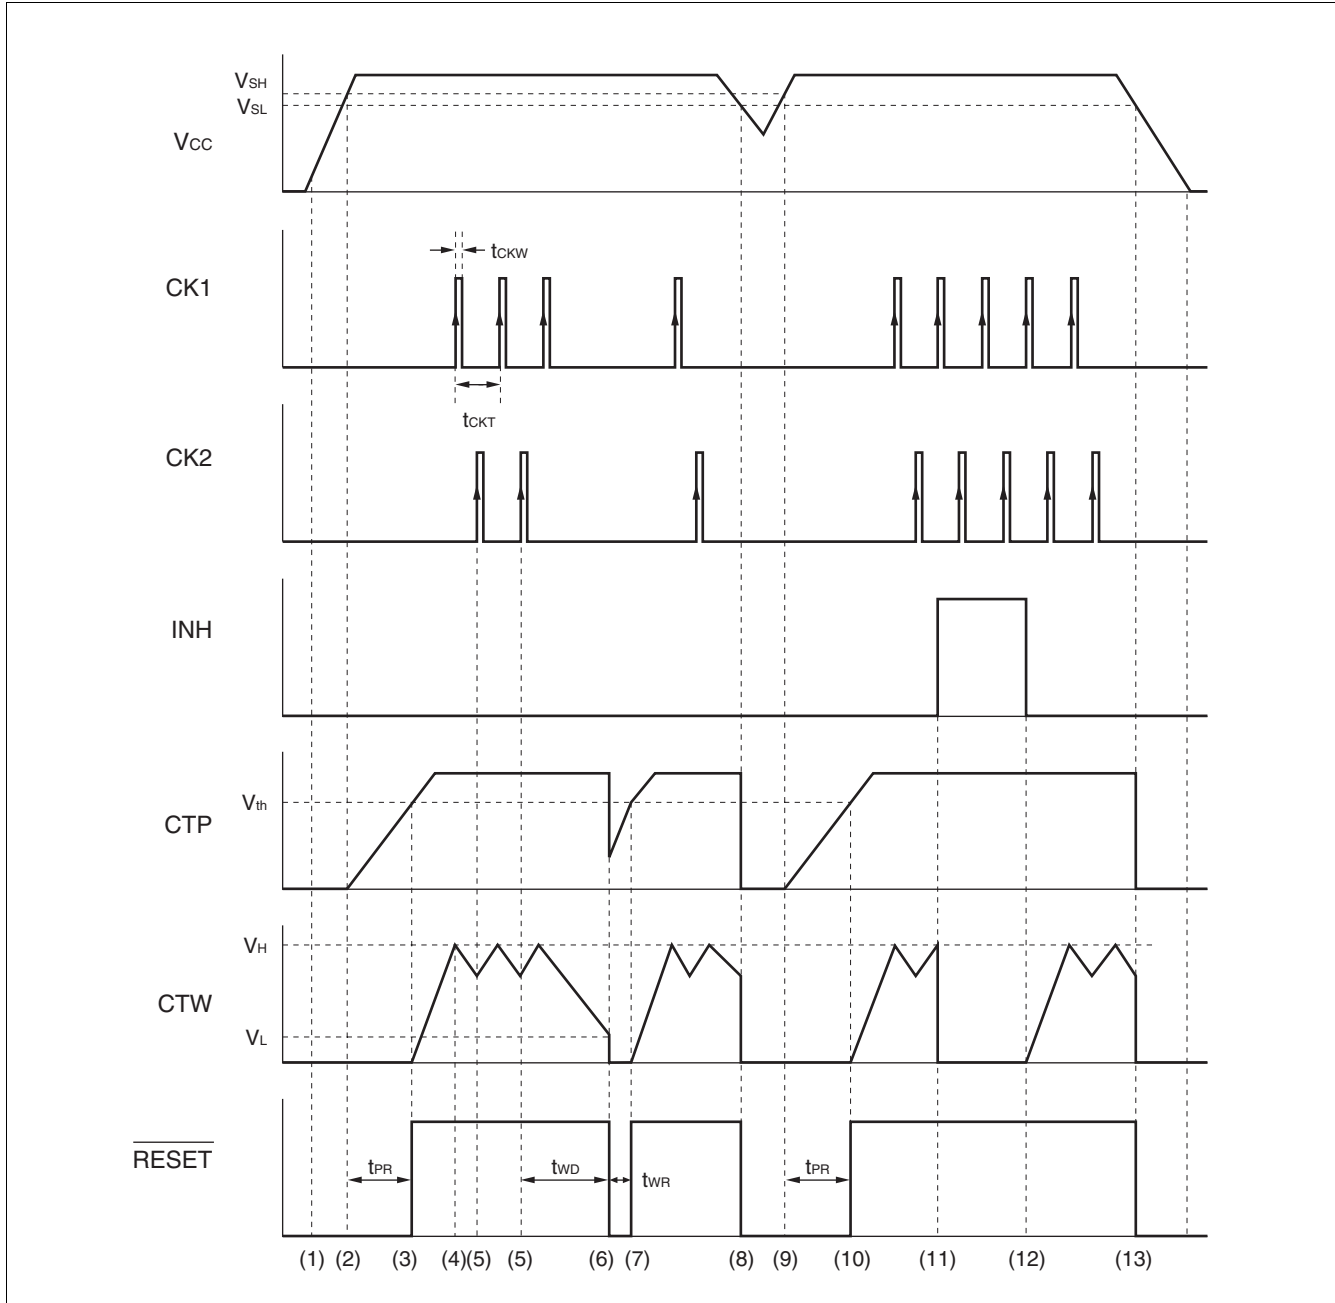 VSH
VSL
VCC
tCKW
CK1
tCKT
CK2
INH
Vth
CTP
VH
CTW
VL
RESET
tPR
tWD
tWR
tPR
(1) (2) (3) (4) (5) (5) (6) (7) (8) (9) (10) (11) (12) (13)